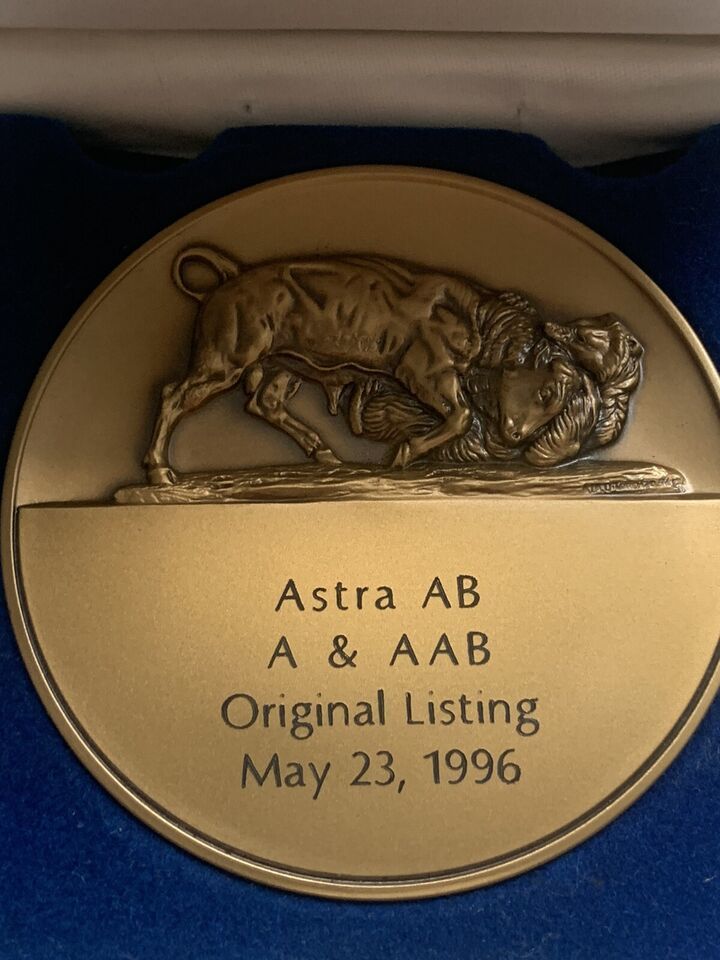 Astra AB
A & AAB
Original Listing
May 23, 1996